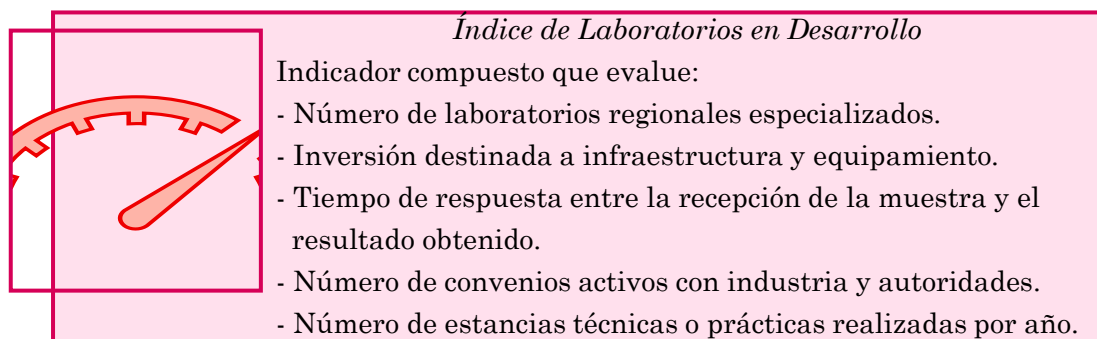 Índice de Laboratorios en Desarrollo
Indicador compuesto que evalue:
- Número de laboratorios regionales especializados.
- Inversión destinada a infraestructura y equipamiento.
- Tiempo de respuesta entre la recepción de la muestra y el
resultado obtenido.
- Número de convenios activos con industria y autoridades.
- Número de estancias técnicas o prácticas realizadas por año.